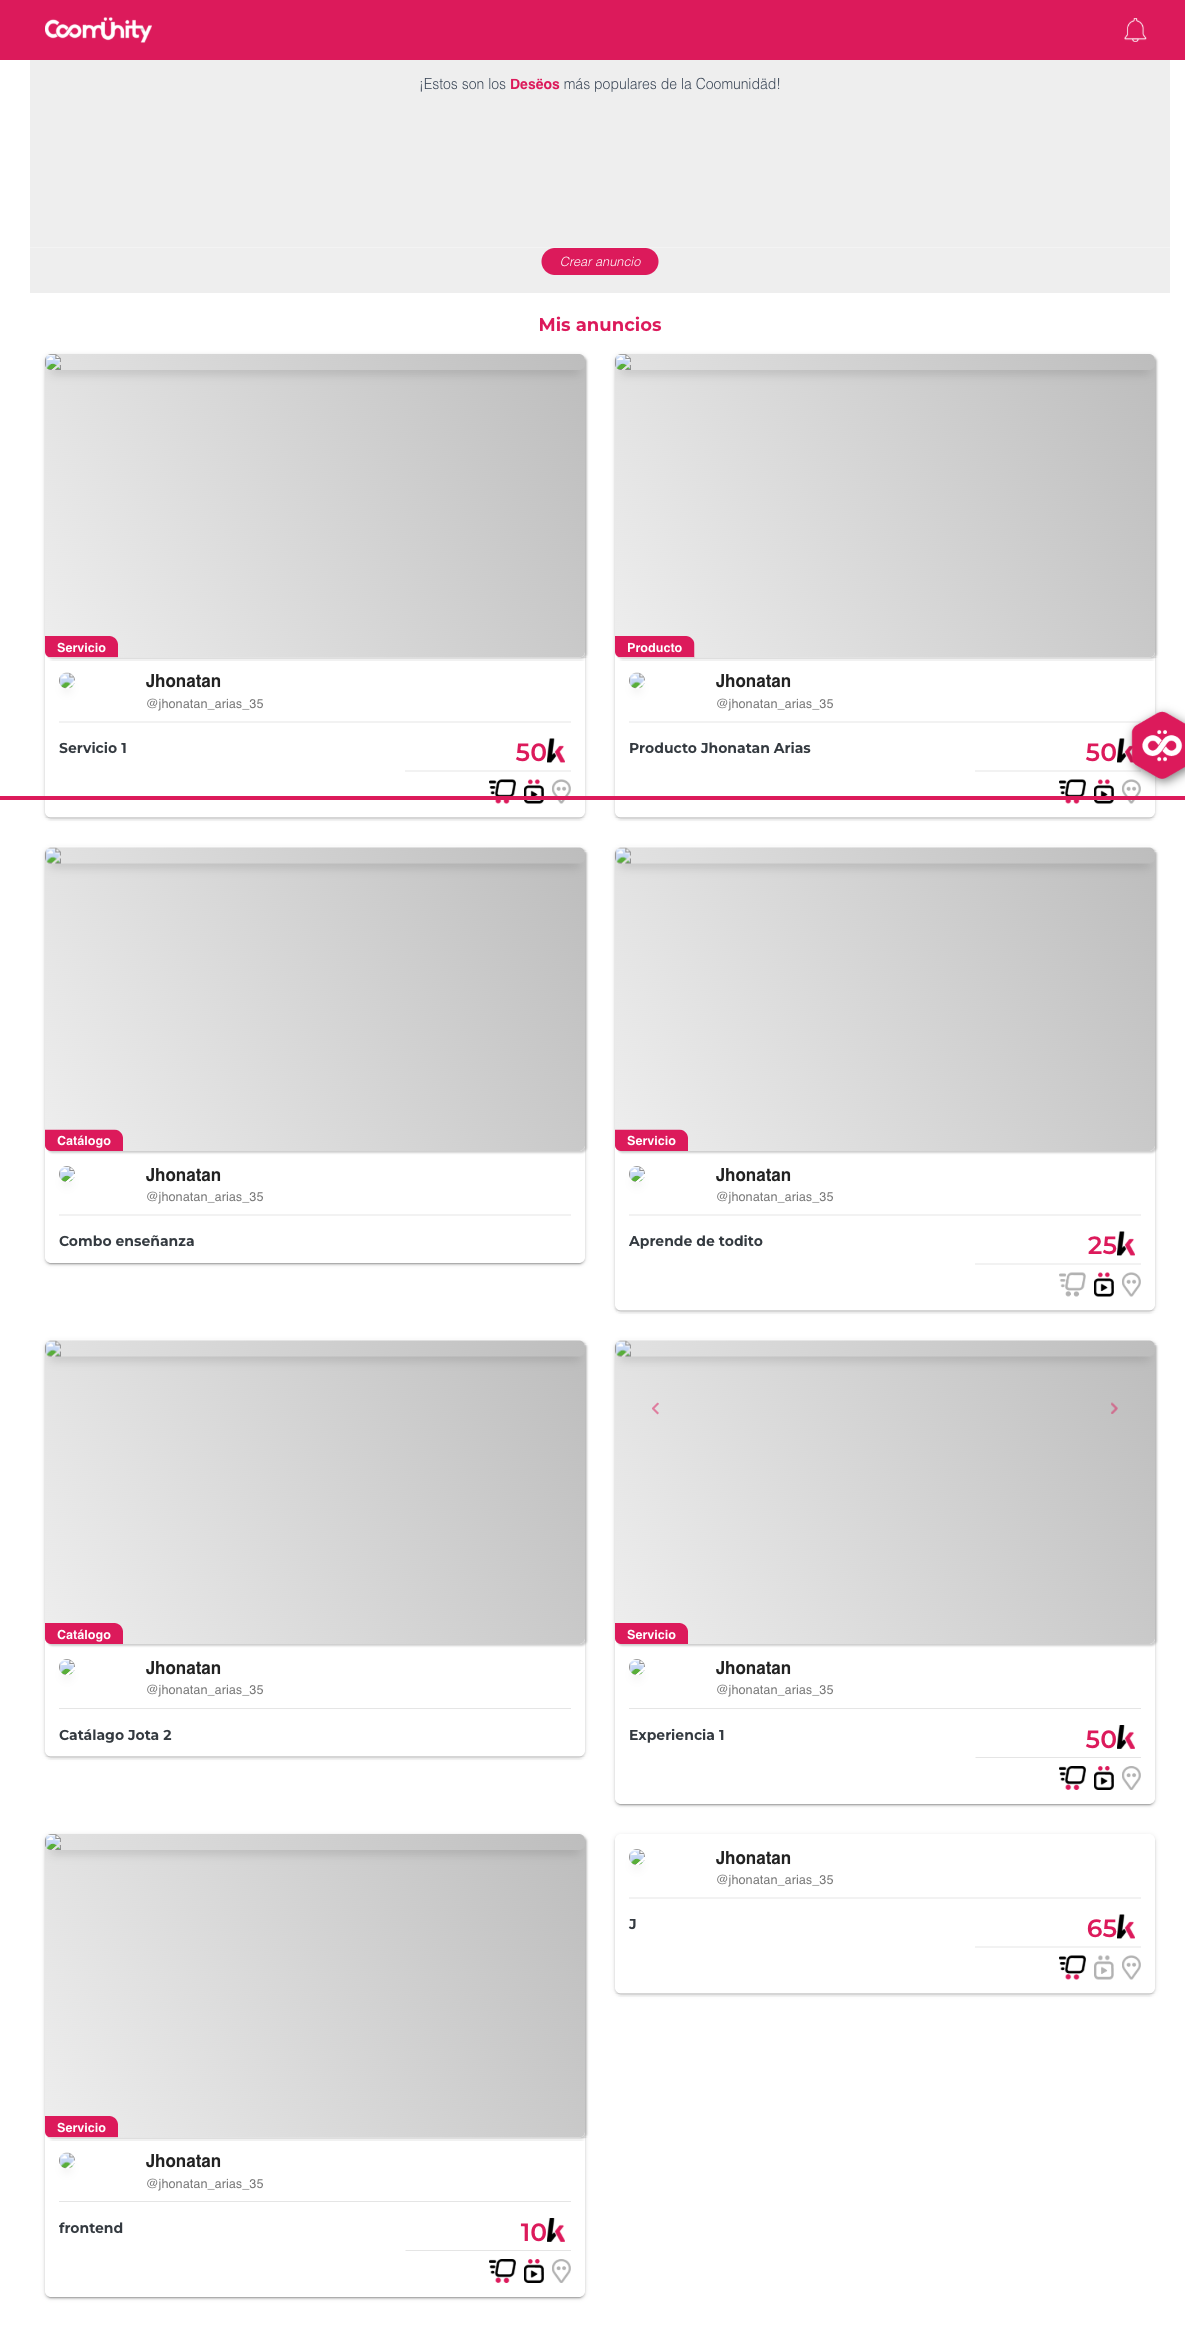 CoomÜnity
¡Estos son los Desëos más populares de la Coomunidäd!
Crear anuncio
Mis anuncios
Servicio
Jhonatan
@jhonatan_arias_35
Servicio 1
50k
Producto
Jhonatan
@jhonatan_arias_35
Producto Jhonatan Arias
50k
Catálogo
Jhonatan
@jhonatan_arias_35
Combo enseñanza
Servicio
Jhonatan
@jhonatan_arias_35
Aprende de todito
25k
Catálogo
Jhonatan
@jhonatan_arias_35
Catálago Jota 2
Servicio
Jhonatan
@jhonatan_arias_35
Experiencia 1
50k
Servicio
Jhonatan
@jhonatan_arias_35
frontend
10k
Jhonatan
@jhonatan_arias_35
J
65k